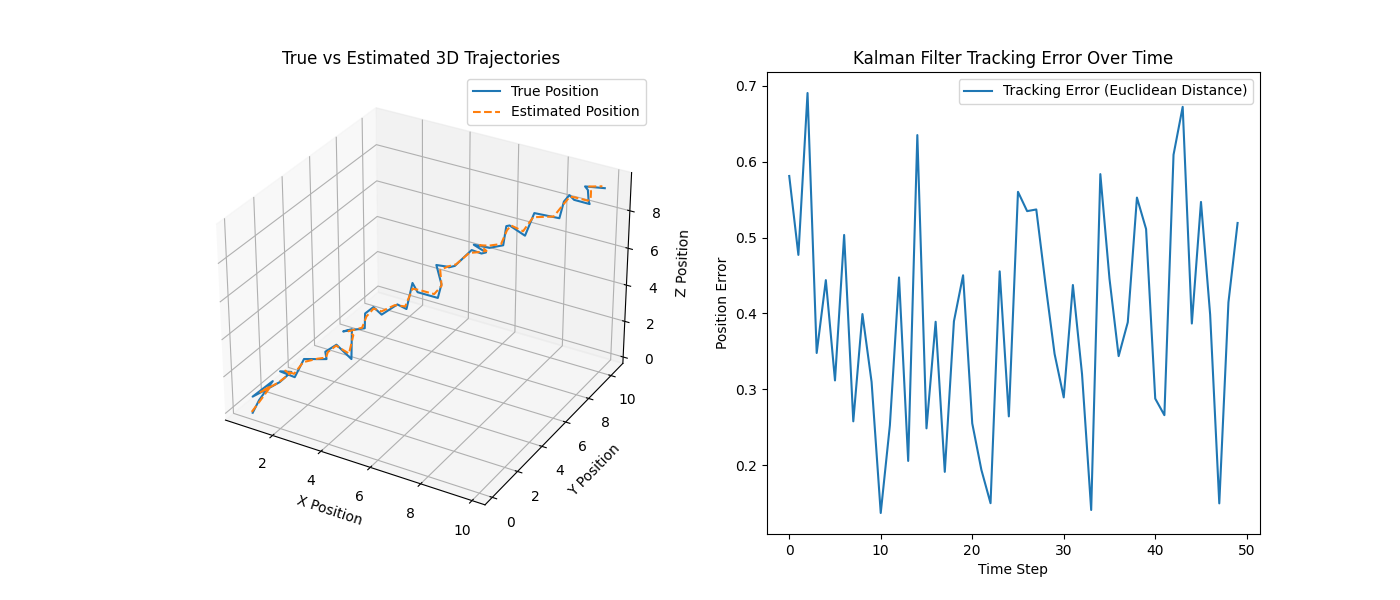 True vs Estimated 3D Trajectories
True Position
Estimated Position
8
6
4
2
0
Z Position
10
8
6
4
2
0
Y Position
2
4
6
8
10
X Position
Kalman Filter Tracking Error Over Time
Tracking Error (Euclidean Distance)
0.7
0.6
0.5
0.4
0.3
0.2
Position Error
0 10 20 30 40 50
Time Step